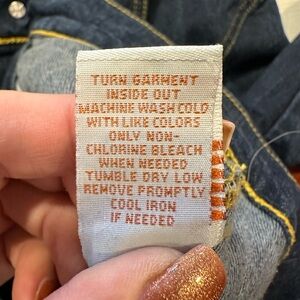 TURN GARMENT
INSIDE OUT
MACHINE WASH COLD
WITH LIKE COLORS
ONLY NON-
CHLORINE BLEACH
WHEN NEEDED
TUMBLE DRY LOW
REMOVE PROMPTLY
COOL IRON
IF NEEDED